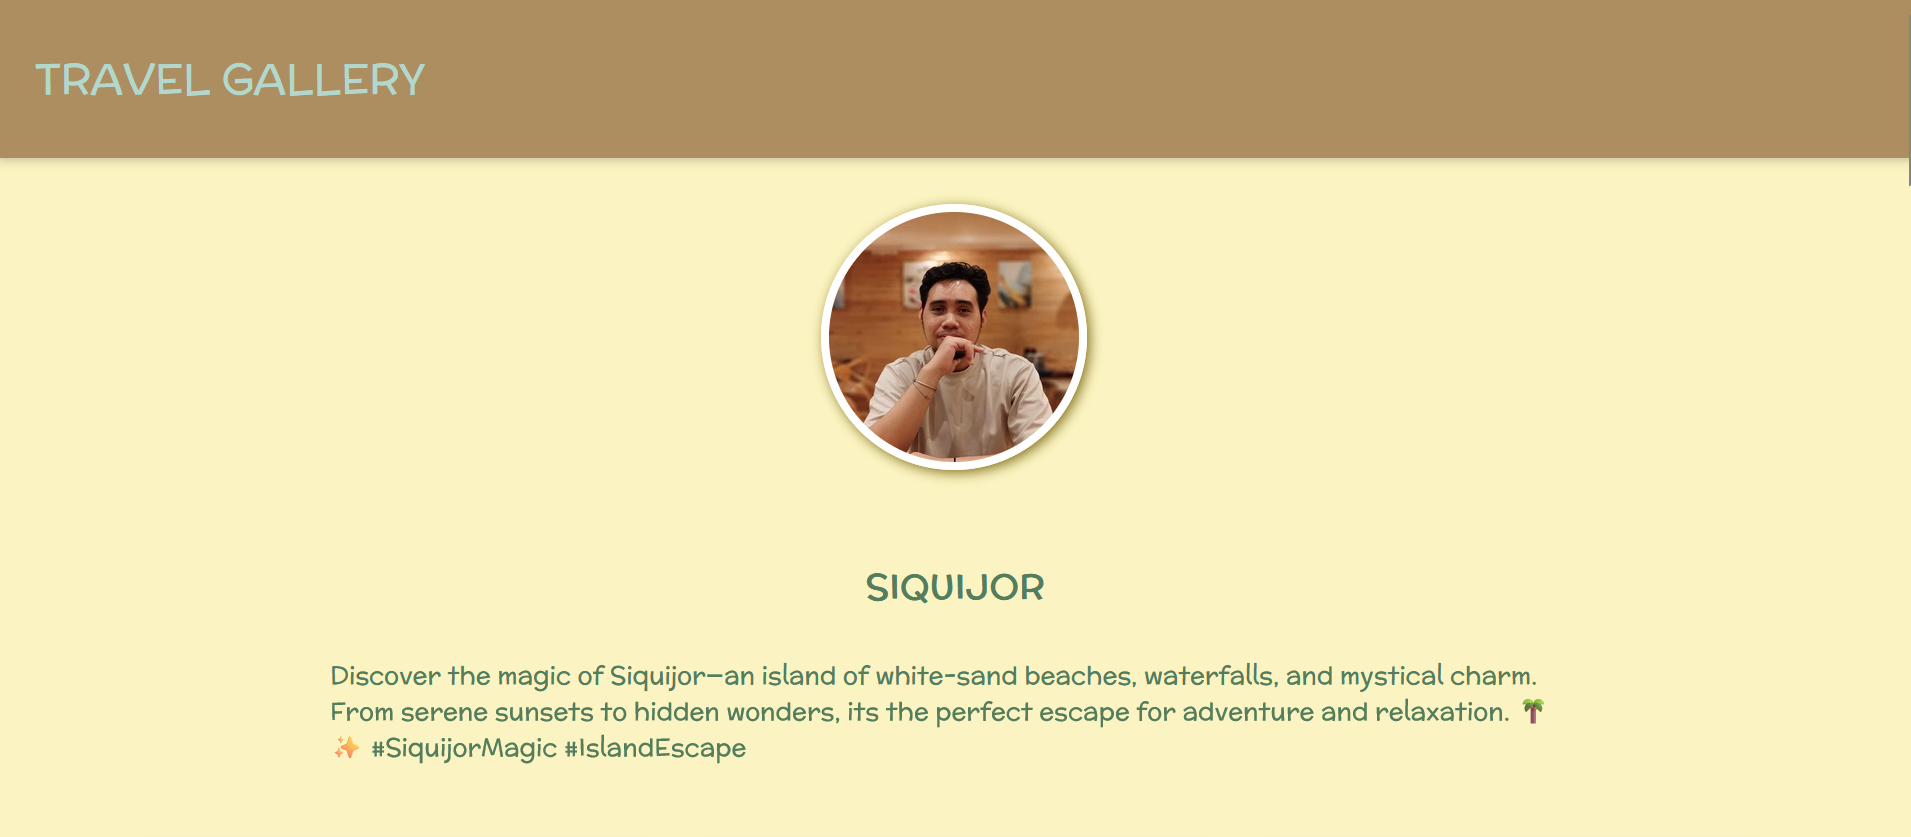 TRAVEL GALLERY
SIQUIJOR
Discover the magic of Siquijor—an island of white-sand beaches, waterfalls, and mystical charm.
From serene sunsets to hidden wonders, its the perfect escape for adventure and relaxation. 🌴
✨ #SiquijorMagic #IslandEscape